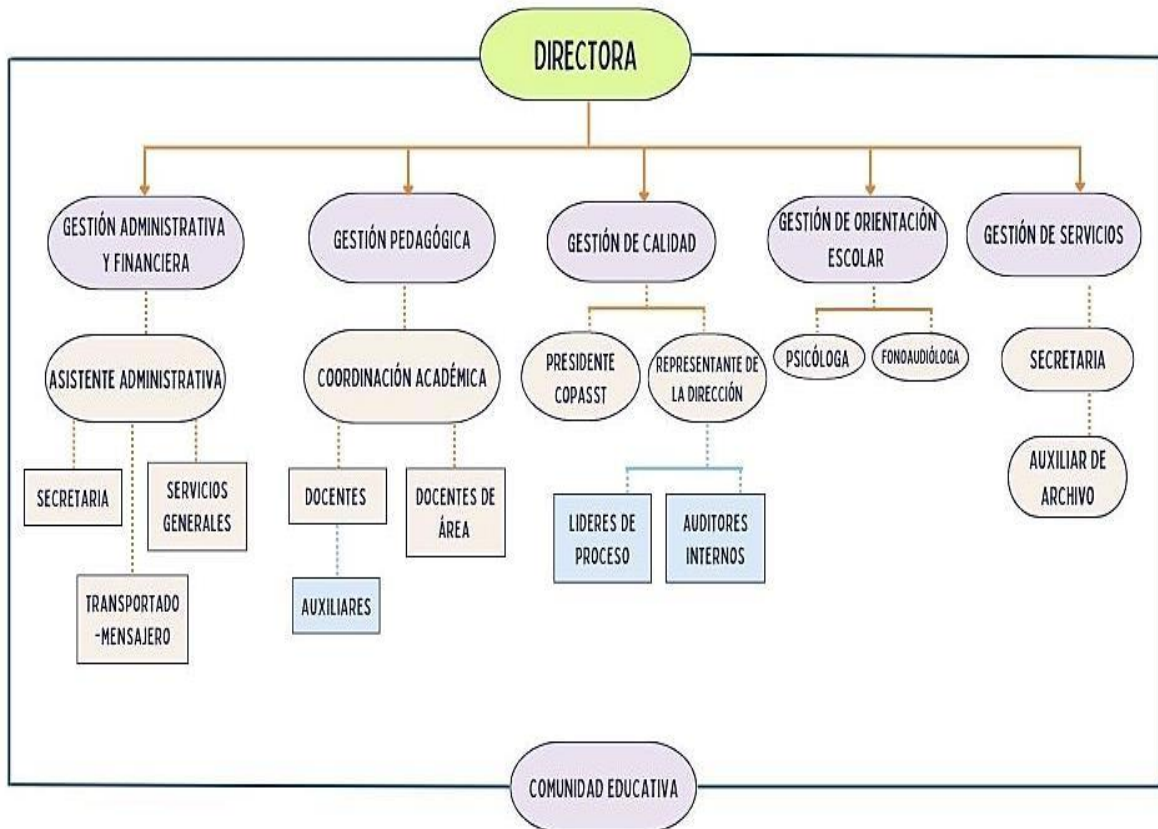 DIRECTORA
GESTIÓN ADMINISTRATIVA
Y FINANCIERA
GESTIÓN PEDAGÓGICA
GESTIÓN DE CALIDAD
GESTIÓN DE ORIENTACIÓN
ESCOLAR
GESTIÓN DE SERVICIOS
ASISTENTE ADMINISTRATIVA
COORDINACIÓN ACADÉMICA
PRESIDENTE
COPASST
REPRESENTANTE DE
LA DIRECCIÓN
PSICÓLOGA
FONOAUDIÓLOGA
SECRETARIA
SECRETARIA
SERVICIOS
GENERALES
DOCENTES
DOCENTES DE
ÁREA
LIDERES DE
PROCESO
AUDITORES
INTERNOS
AUXILIAR DE
ARCHIVO
TRANSPORTADO
-MENSAJERO
AUXILIARES
COMUNIDAD EDUCATIVA